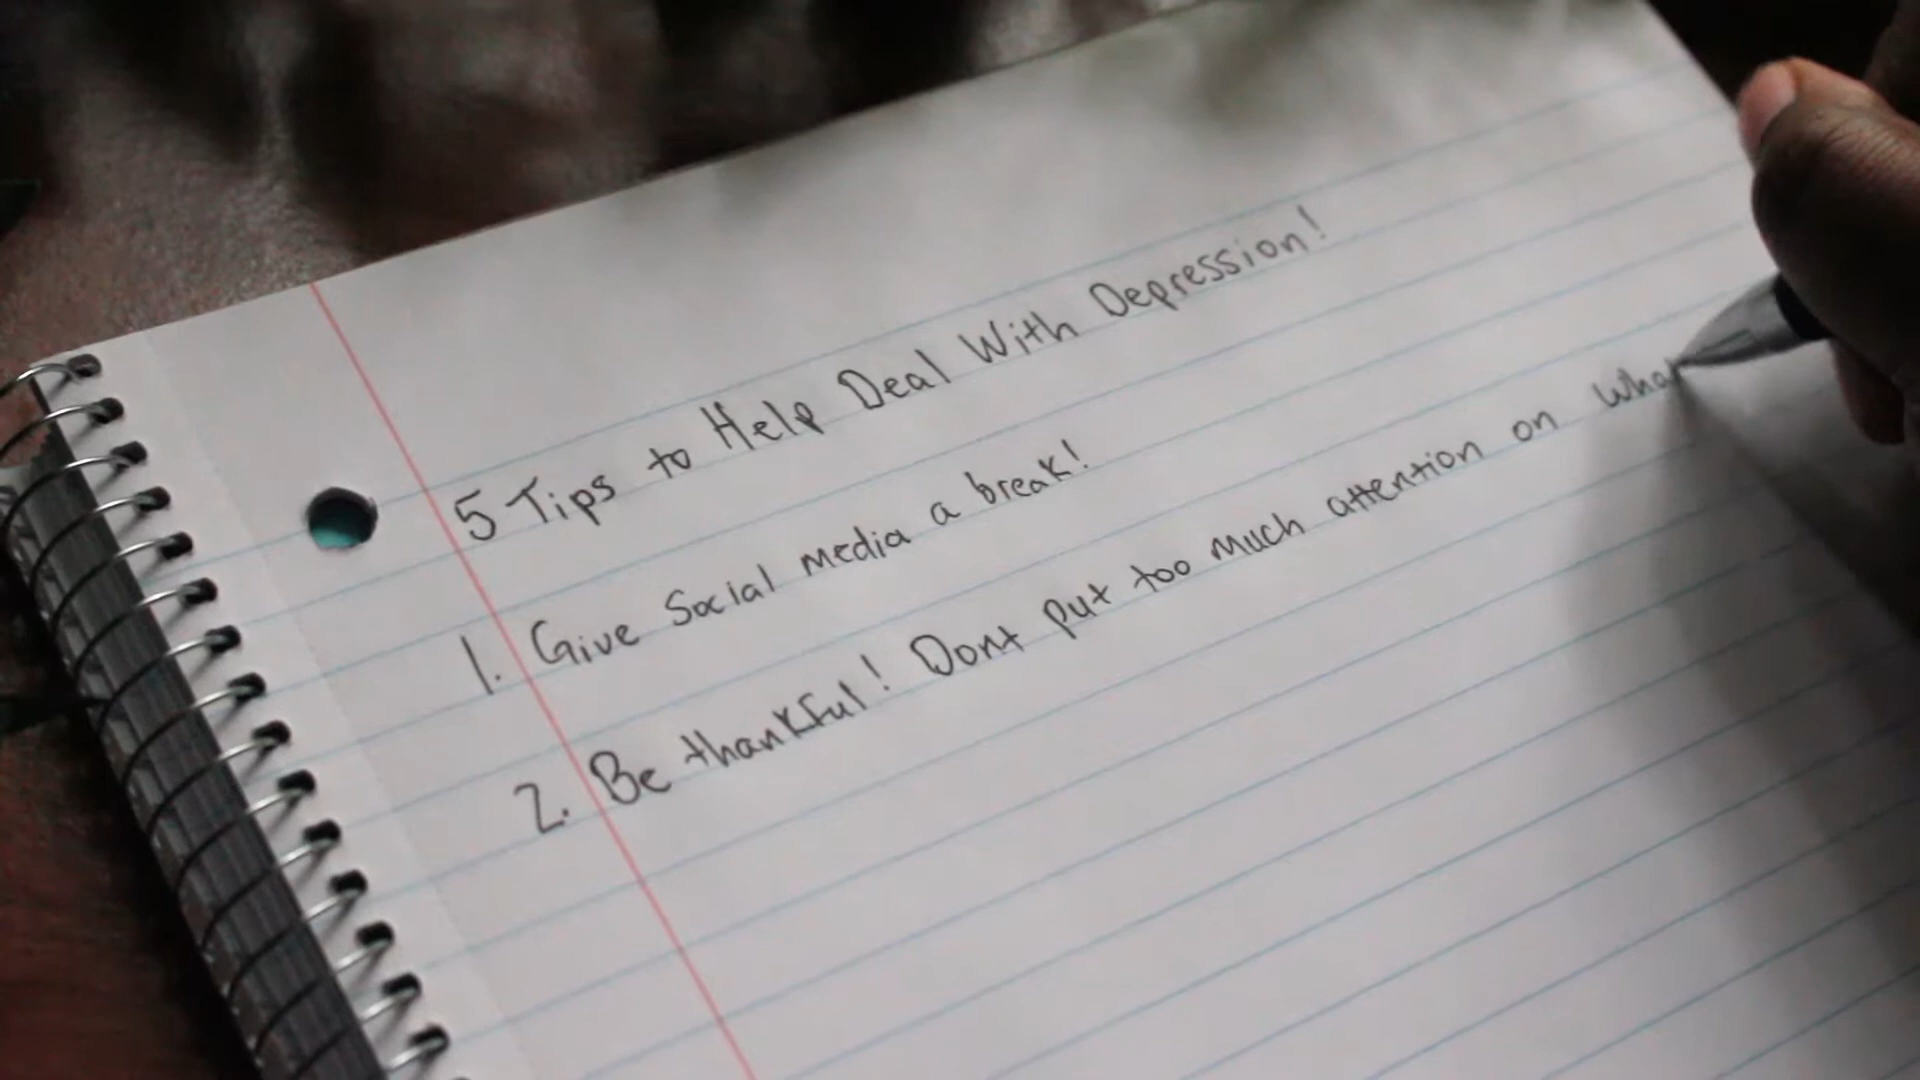 5 Tips to Help Deal With Depression!
1. Give Social media a break!
2. Be thankful! Dont put too much attention on what